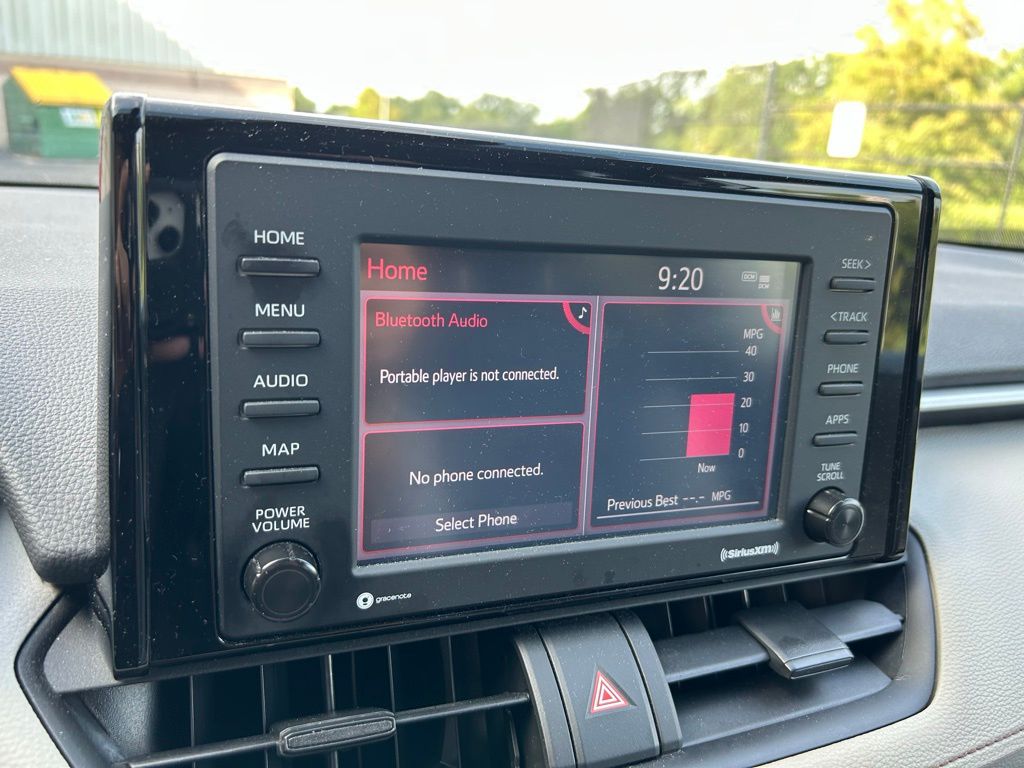 HOME
MENU
AUDIO
MAP
POWER
VOLUME
Home
9:20
DCM
DCM
Bluetooth Audio
Portable player is not connected.
No phone connected.
Select Phone
MPG
40
30
20
10
0
Now
Previous Best --.- MPG
SEEK >
< TRACK
PHONE
APPS
TUNE
SCROLL
gracenote
((SiriusXM))